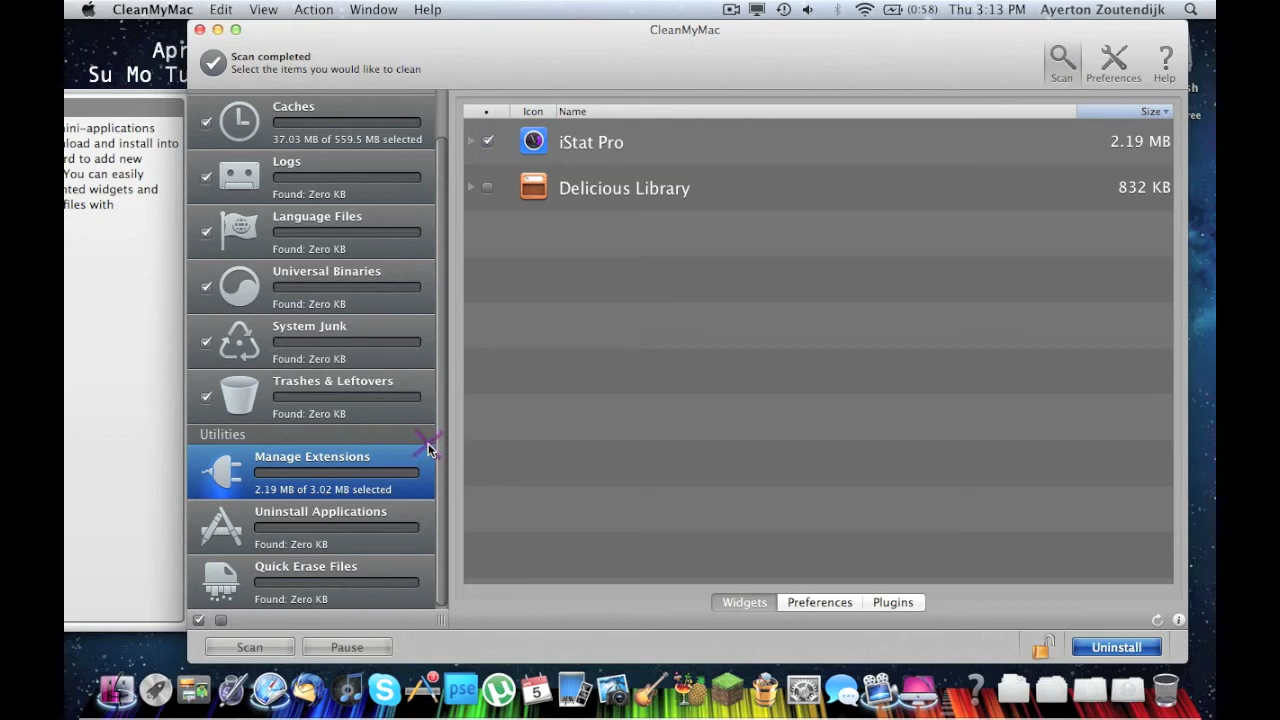 CleanMyMac Edit View Action Window Help (0:58) Thu 3:13 PM Ayerton Zoutendijk
CleanMyMac
Apr
Su Mo Tu
Scan completed
Select the items you would like to clean
Scan Preferences Help
ini-applications
load and install into
rd to add new
You can easily
nted widgets and
files with
Caches
37.03 MB of 559.5 MB selected
Logs
Found: Zero KB
Language Files
Found: Zero KB
Universal Binaries
Found: Zero KB
System Junk
Found: Zero KB
Trashes & Leftovers
Found: Zero KB
Utilities
Manage Extensions
2.19 MB of 3.02 MB selected
Uninstall Applications
Found: Zero KB
Quick Erase Files
Found: Zero KB
Icon Name Size
iStat Pro 2.19 MB
Delicious Library 832 KB
Widgets Preferences Plugins
Scan Pause Uninstall
pse
5